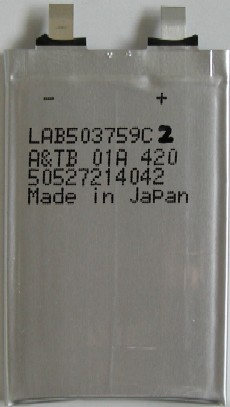 - +
LAB503759C2
A&TB 01A 420
50527214042
Made in Japan